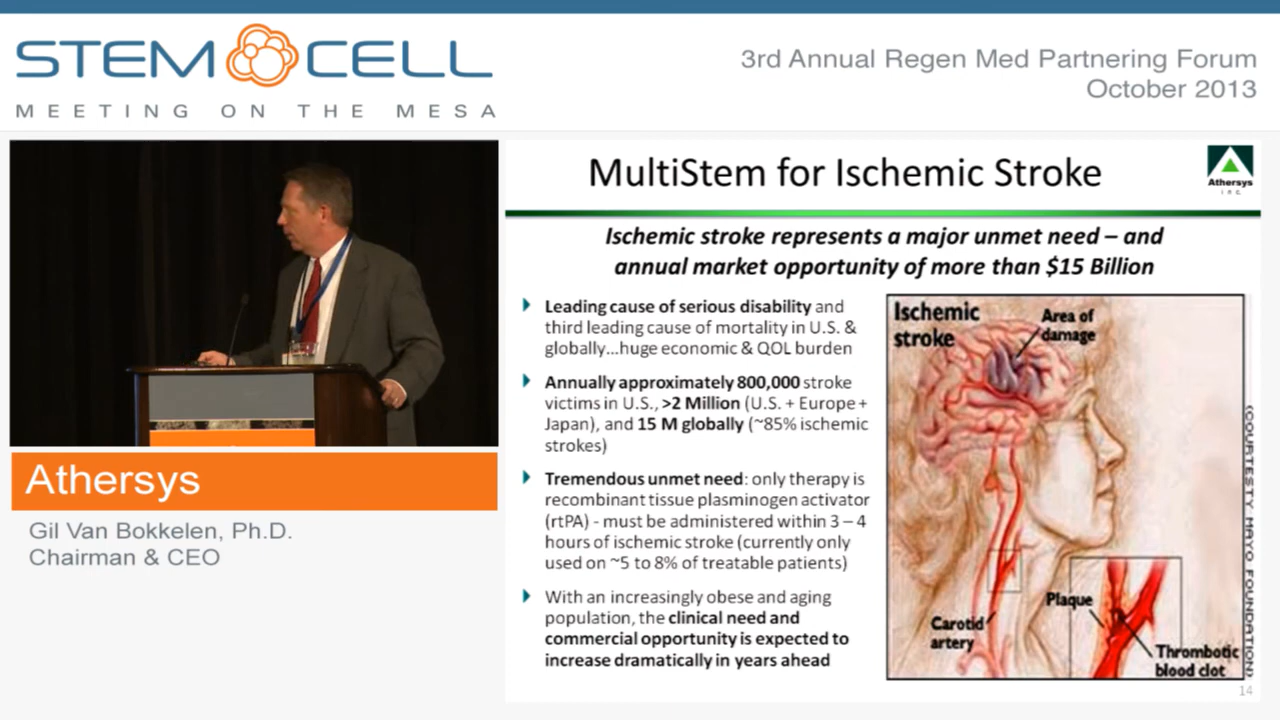 STEM CELL
MEETING ON THE MESA
3rd Annual Regen Med Partnering Forum
October 2013
Athersys
Gil Van Bokkelen, Ph.D.
Chairman & CEO
MultiStem for Ischemic Stroke
Athersys
inc.
Ischemic stroke represents a major unmet need – and
annual market opportunity of more than $15 Billion
Leading cause of serious disability and
third leading cause of mortality in U.S. &
globally...huge economic & QOL burden
Annually approximately 800,000 stroke
victims in U.S., >2 Million (U.S. + Europe +
Japan), and 15 M globally (~85% ischemic
strokes)
Tremendous unmet need: only therapy is
recombinant tissue plasminogen activator
(rtPA) - must be administered within 3 – 4
hours of ischemic stroke (currently only
used on ~5 to 8% of treatable patients)
With an increasingly obese and aging
population, the clinical need and
commercial opportunity is expected to
increase dramatically in years ahead
Ischemic
stroke
Area of
damage
Carotid
artery
Plaque
Thrombotic
blood clot
(COURTESTY MAYO FOUNDATION)
14